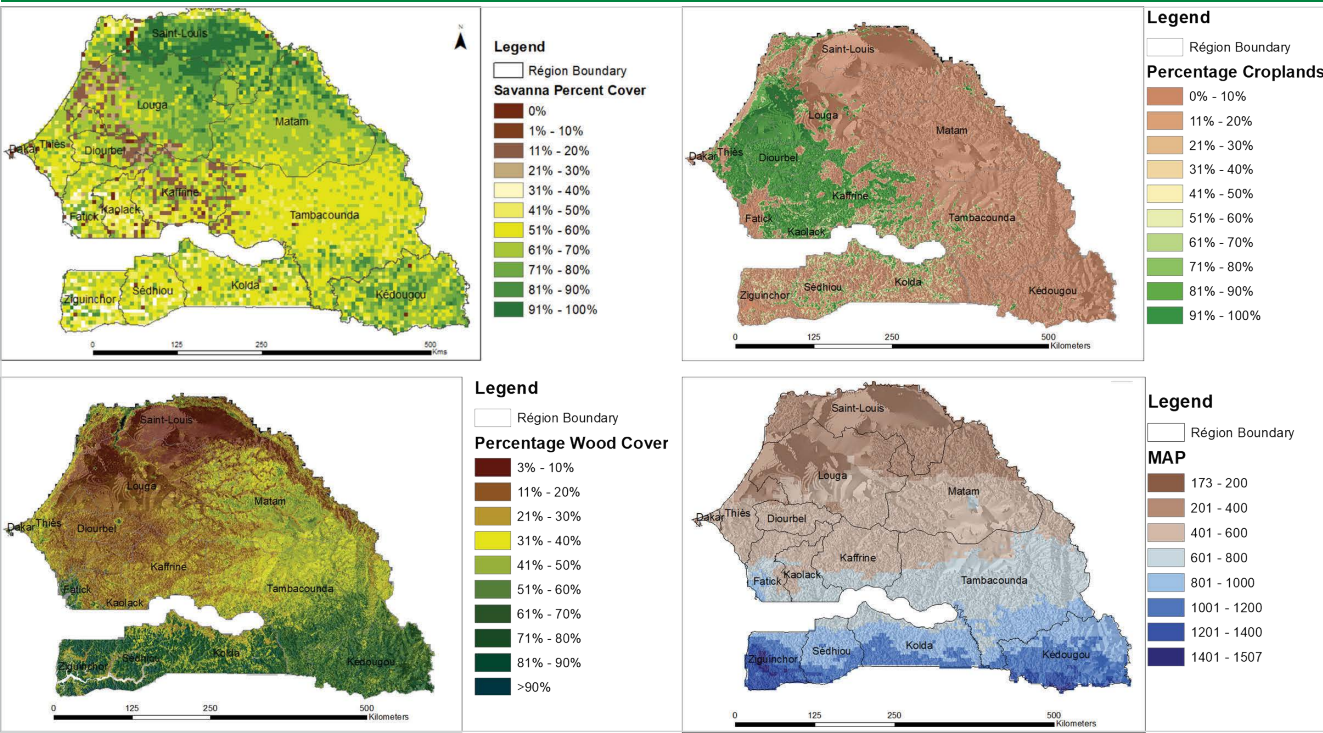 Saint-Louis
Louga
Matam
Dakar
Thiès
Diourbel
Kaffrine
Fatick
Kaolack
Tambacounda
Ziguinchor
Sédhiou
Kolda
Kédougou
0 125 250 500
Kms
N
Legend
Région Boundary
Savanna Percent Cover
0%
1% - 10%
11% - 20%
21% - 30%
31% - 40%
41% - 50%
51% - 60%
61% - 70%
71% - 80%
81% - 90%
91% - 100%
Saint-Louis
Louga
Matam
Dakar
Thiès
Diourbel
Kaffrine
Fatick
Kaolack
Tambacounda
Ziguinchor
Sédhiou
Kolda
Kédougou
0 125 250 500
Kilometers
Legend
Région Boundary
Percentage Croplands
0% - 10%
11% - 20%
21% - 30%
31% - 40%
41% - 50%
51% - 60%
61% - 70%
71% - 80%
81% - 90%
91% - 100%
Saint-Louis
Louga
Matam
Dakar
Thiès
Diourbel
Kaffrine
Fatick
Kaolack
Tambacounda
Ziguinchor
Sédhiou
Kolda
Kédougou
0 125 250 500
Kilometers
Legend
Région Boundary
Percentage Wood Cover
3% - 10%
11% - 20%
21% - 30%
31% - 40%
41% - 50%
51% - 60%
61% - 70%
71% - 80%
81% - 90%
>90%
Saint-Louis
Louga
Matam
Dakar
Thiès
Diourbel
Kaffrine
Fatick
Kaolack
Tambacounda
Ziguinchor
Sédhiou
Kolda
Kédougou
0 125 250 500
Kilometers
Legend
Région Boundary
MAP
173 - 200
201 - 400
401 - 600
601 - 800
801 - 1000
1001 - 1200
1201 - 1400
1401 - 1507